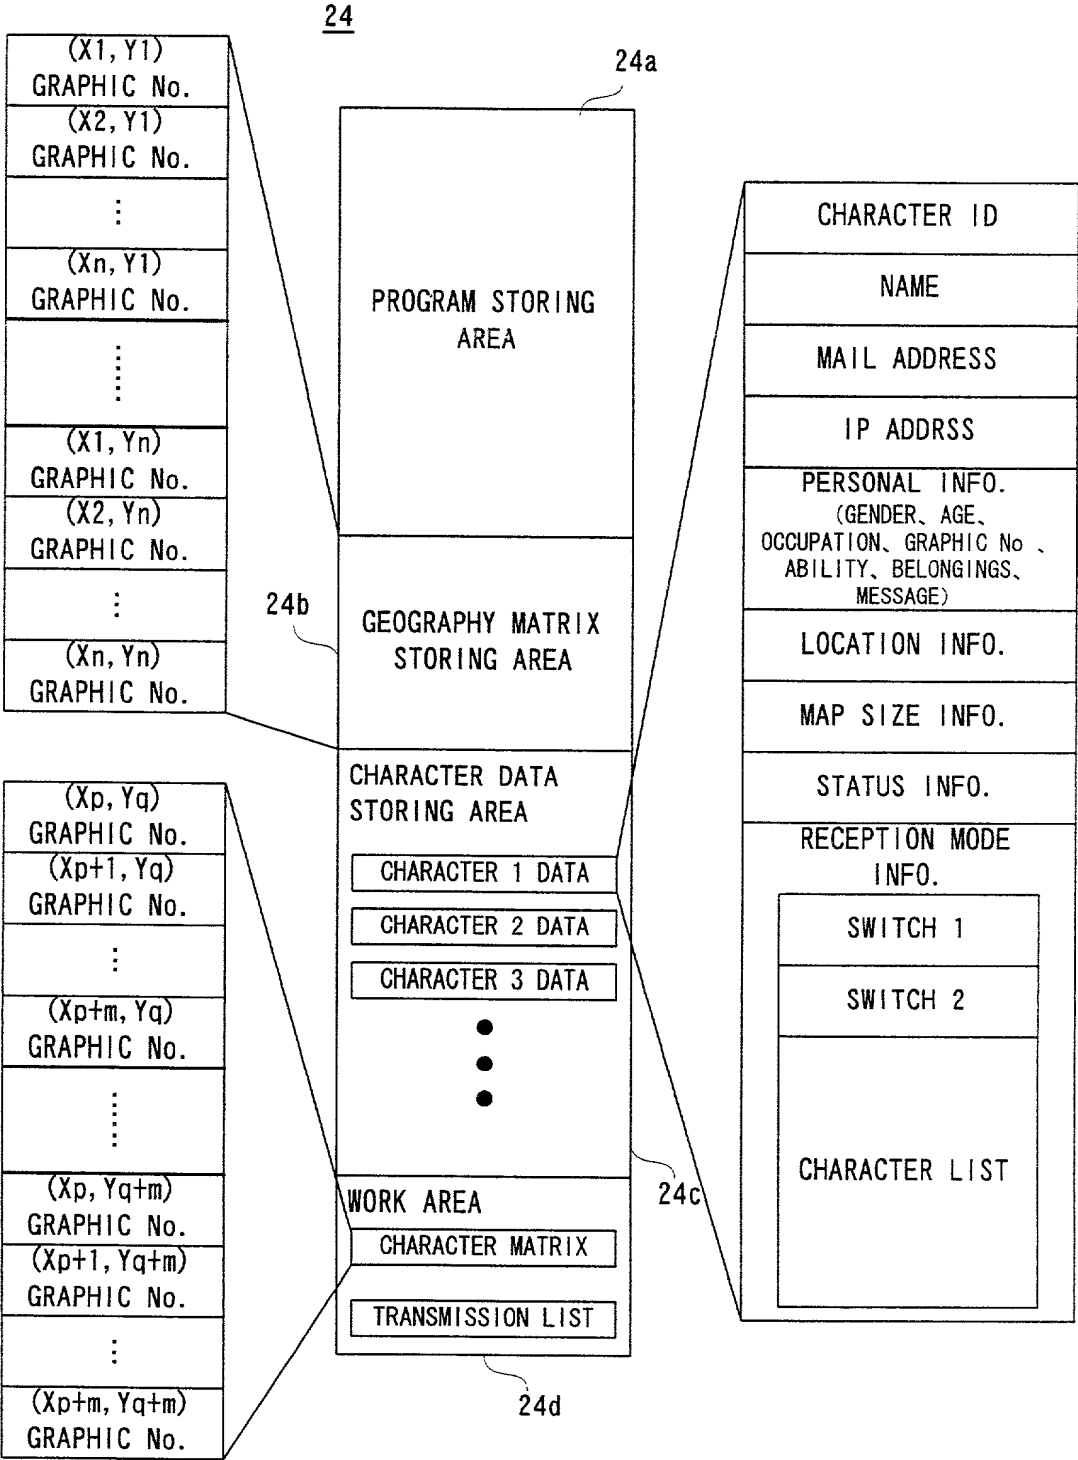 24
(X1, Y1)
GRAPHIC No.
(X2, Y1)
GRAPHIC No.
⋮
(Xn, Y1)
GRAPHIC No.
⋮
(X1, Yn)
GRAPHIC No.
(X2, Yn)
GRAPHIC No.
⋮
(Xn, Yn)
GRAPHIC No.
(Xp, Yq)
GRAPHIC No.
(Xp+1, Yq)
GRAPHIC No.
⋮
(Xp+m, Yq)
GRAPHIC No.
⋮
(Xp, Yq+m)
GRAPHIC No.
(Xp+1, Yq+m)
GRAPHIC No.
⋮
(Xp+m, Yq+m)
GRAPHIC No.
24a
PROGRAM STORING
AREA
24b
GEOGRAPHY MATRIX
STORING AREA
CHARACTER DATA
STORING AREA
CHARACTER 1 DATA
CHARACTER 2 DATA
CHARACTER 3 DATA
24c
WORK AREA
CHARACTER MATRIX
TRANSMISSION LIST
24d
CHARACTER ID
NAME
MAIL ADDRESS
IP ADDRSS
PERSONAL INFO.
(GENDER、AGE、
OCCUPATION、GRAPHIC No 、
ABILITY、BELONGINGS、
MESSAGE)
LOCATION INFO.
MAP SIZE INFO.
STATUS INFO.
RECEPTION MODE
INFO.
SWITCH 1
SWITCH 2
CHARACTER LIST